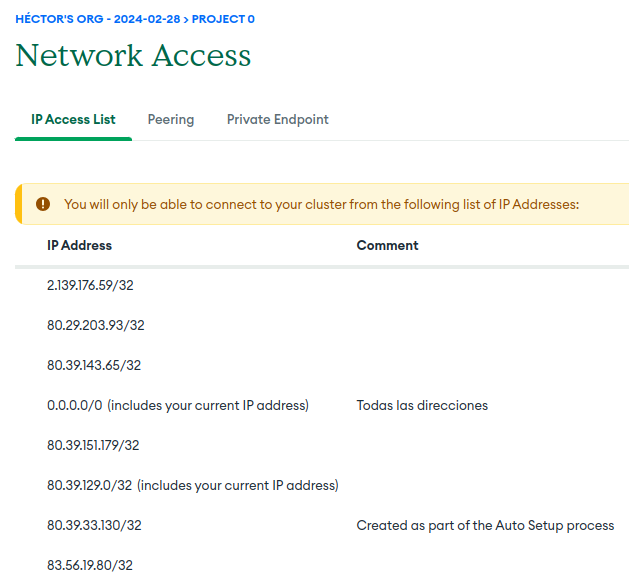 HÉCTOR'S ORG - 2024-02-28 > PROJECT 0
Network Access
IP Access List Peering Private Endpoint
You will only be able to connect to your cluster from the following list of IP Addresses:
IP Address Comment
2.139.176.59/32
80.29.203.93/32
80.39.143.65/32
0.0.0.0/0 (includes your current IP address) Todas las direcciones
80.39.151.179/32
80.39.129.0/32 (includes your current IP address)
80.39.33.130/32 Created as part of the Auto Setup process
83.56.19.80/32